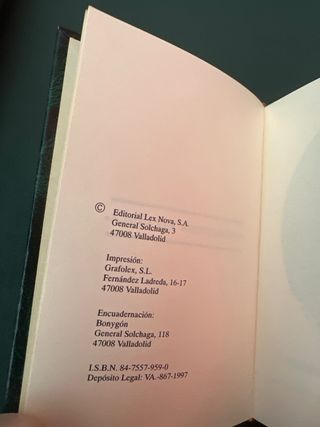 © Editorial Lex Nova, S.A.
General Solchaga, 3
47008 Valladolid
Impresión:
Grafolex, S.L.
Fernández Ladreda, 16-17
47008 Valladolid
Encuadernación:
Bonygón
General Solchaga, 118
47008 Valladolid
I.S.B.N. 84-7557-959-0
Depósito Legal: VA.-867-1997